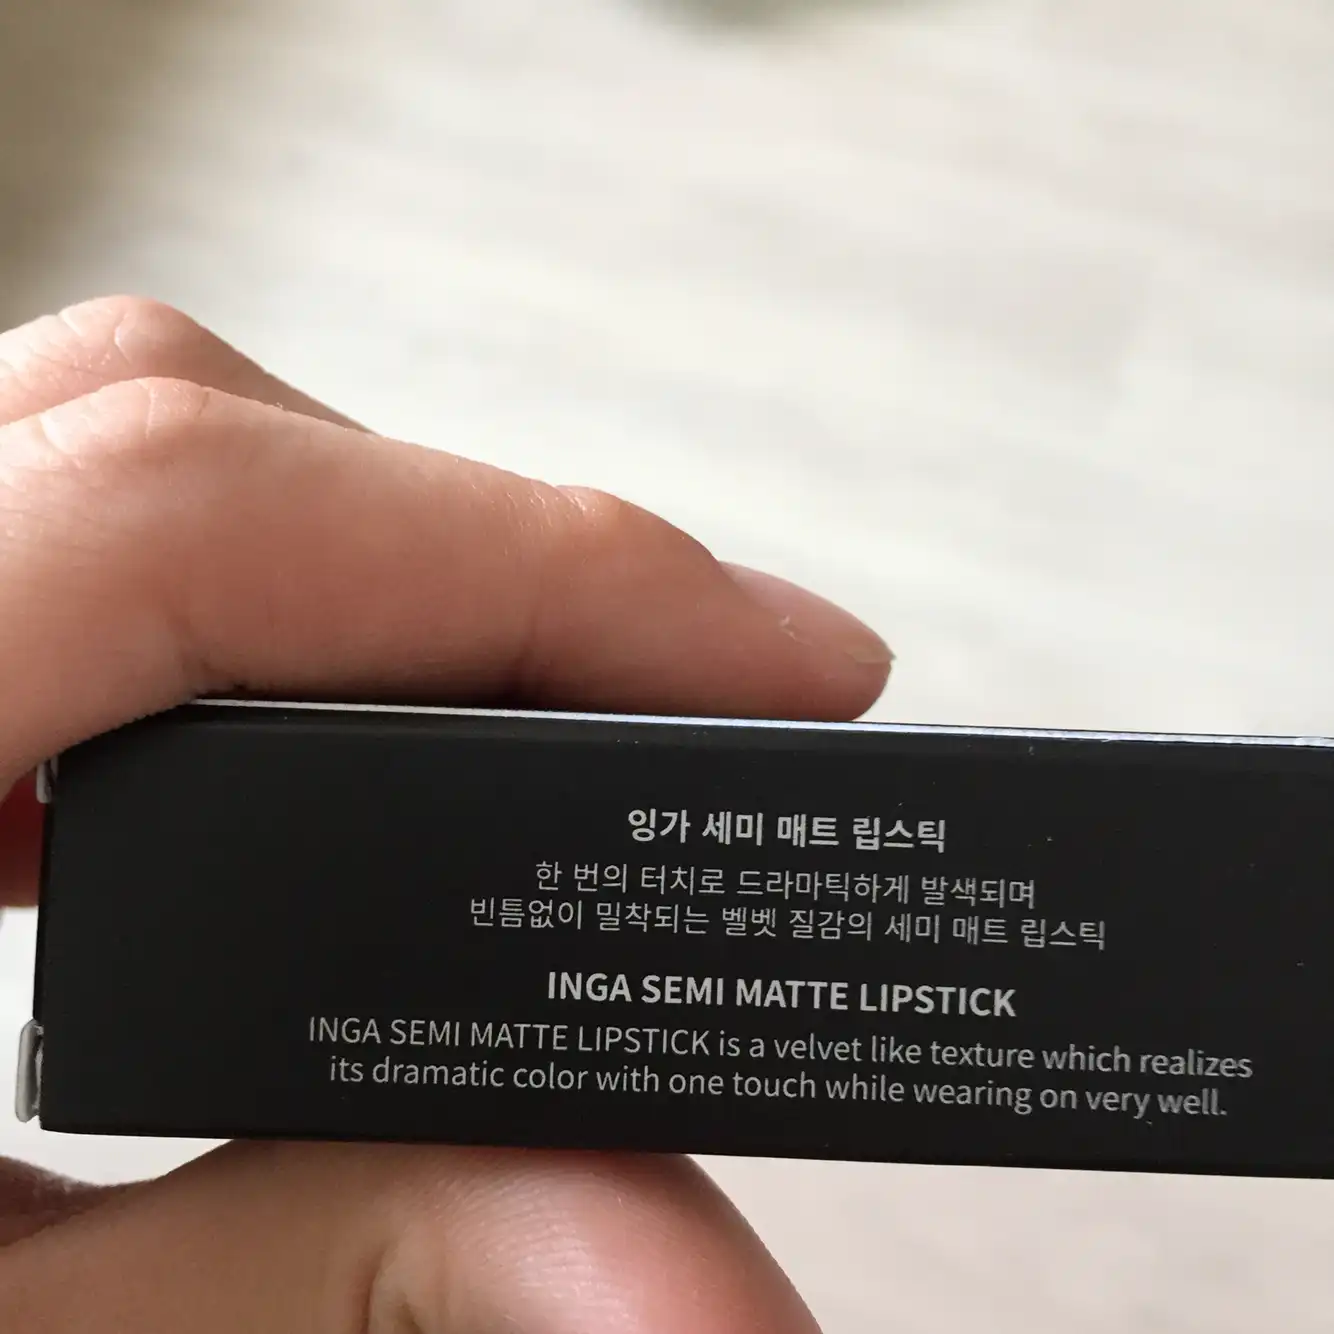 잉가 세미 매트 립스틱
한 번의 터치로 드라마틱하게 발색되며
빈틈없이 밀착되는 벨벳 질감의 세미 매트 립스틱
INGA SEMI MATTE LIPSTICK
INGA SEMI MATTE LIPSTICK is a velvet like texture which realizes
its dramatic color with one touch while wearing on very well.